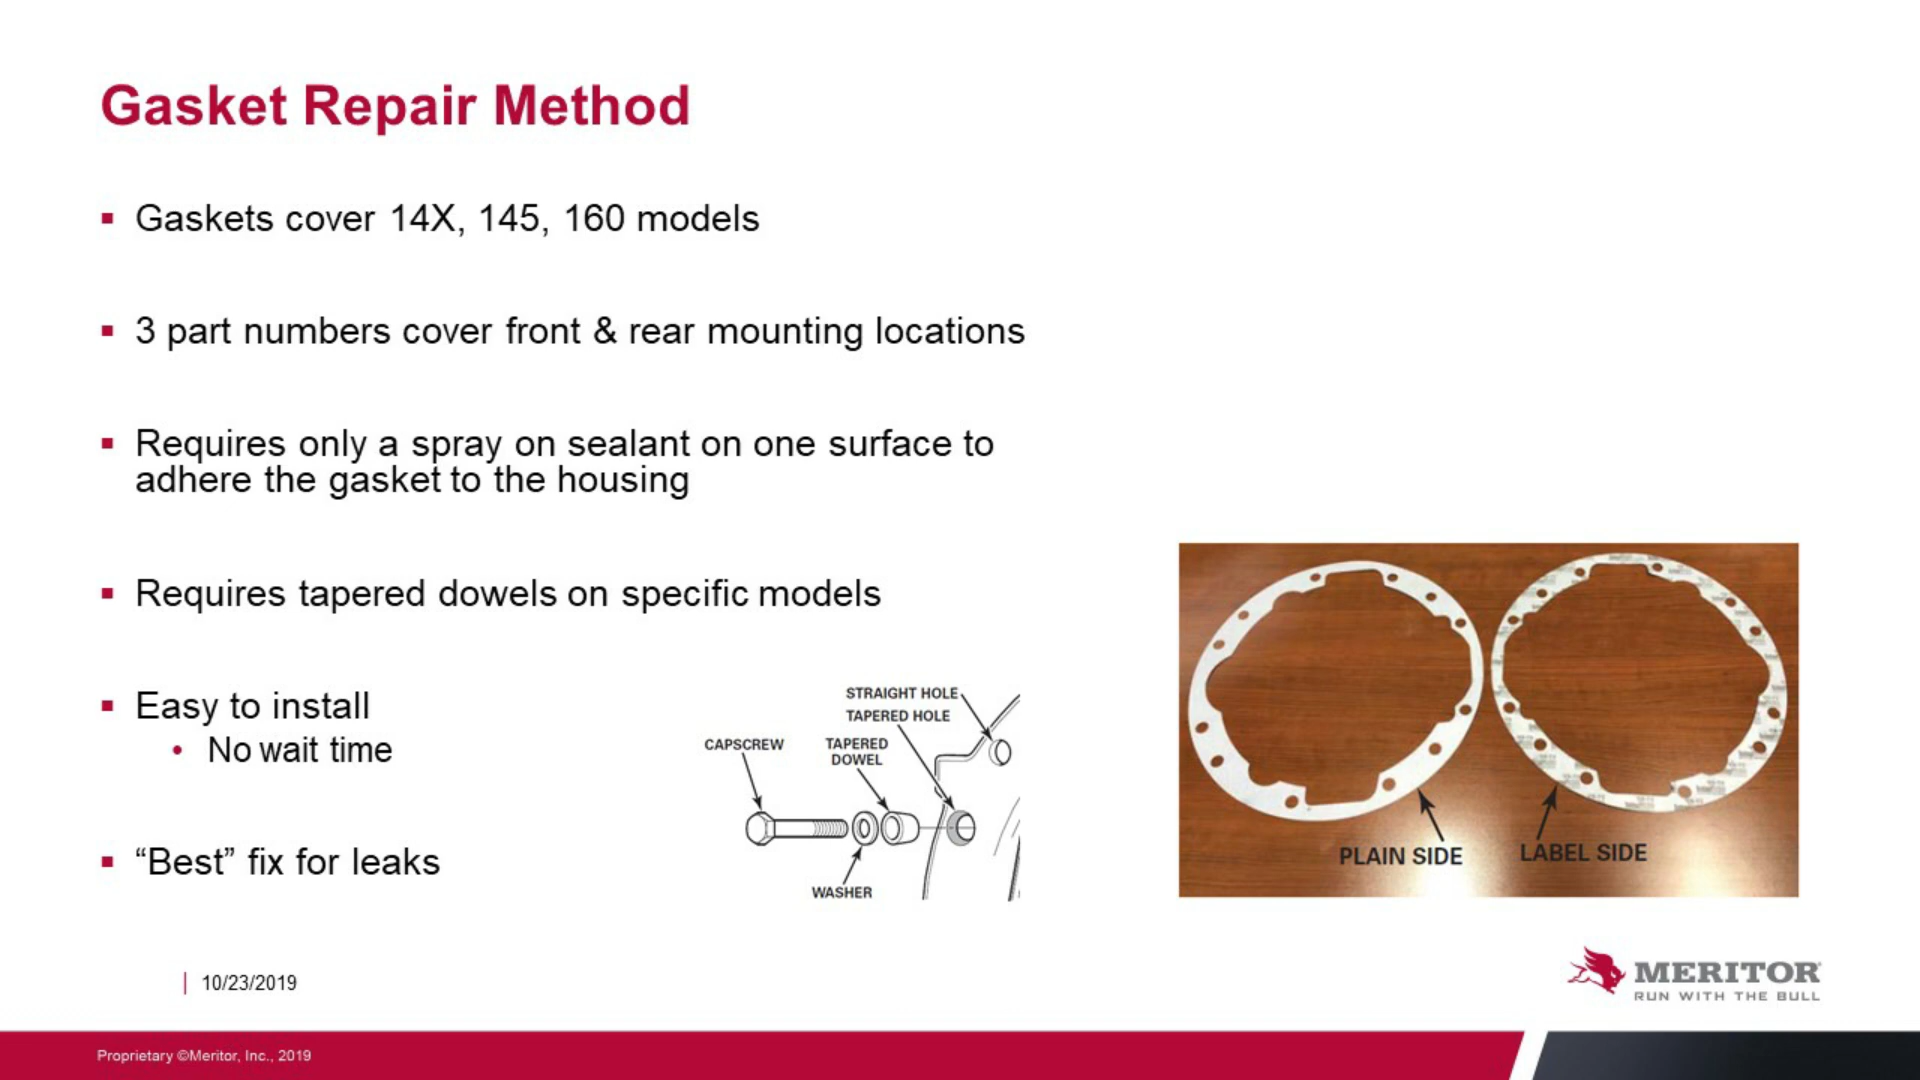 Gasket Repair Method
Gaskets cover 14X, 145, 160 models
3 part numbers cover front & rear mounting locations
Requires only a spray on sealant on one surface to
adhere the gasket to the housing
Requires tapered dowels on specific models
Easy to install
No wait time
“Best” fix for leaks
STRAIGHT HOLE
TAPERED HOLE
CAPSCREW
TAPERED
DOWEL
WASHER
PLAIN SIDE
LABEL SIDE
10/23/2019
MERITOR
RUN WITH THE BULL
Proprietary ©Meritor, Inc., 2019